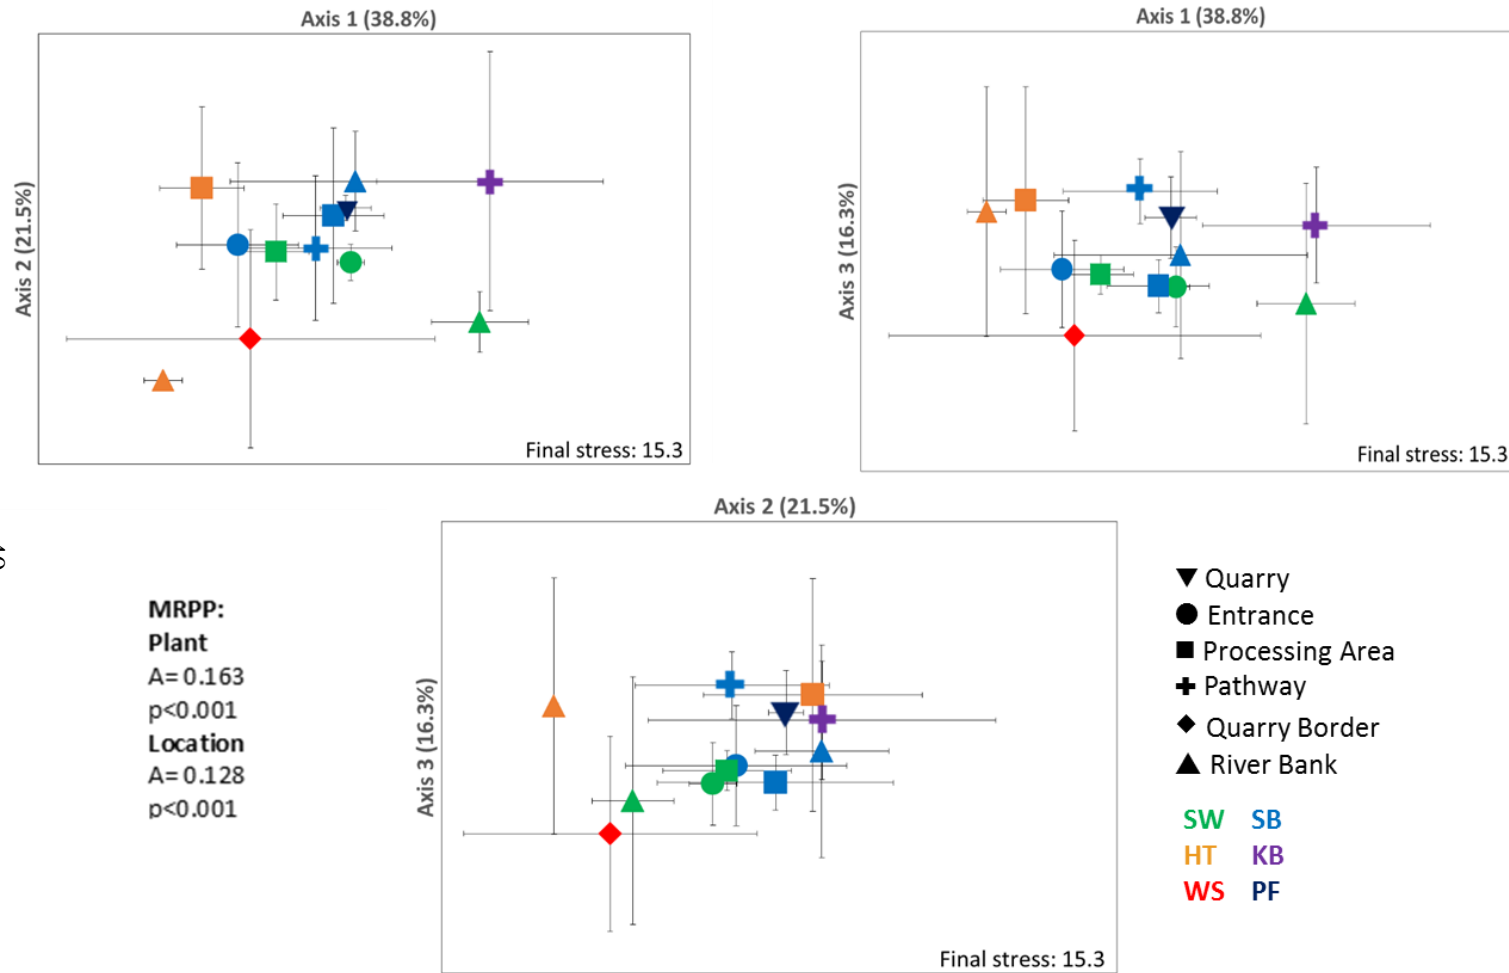 Axis 1 (38.8%)
Axis 2 (21.5%)
Final stress: 15.3
Axis 1 (38.8%)
Axis 3 (16.3%)
Final stress: 15.3
Axis 2 (21.5%)
Axis 3 (16.3%)
Final stress: 15.3
MRPP:
Plant
A= 0.163
p<0.001
Location
A= 0.128
p<0.001
Quarry
Entrance
Processing Area
Pathway
Quarry Border
River Bank
SW SB
HT KB
WS PF